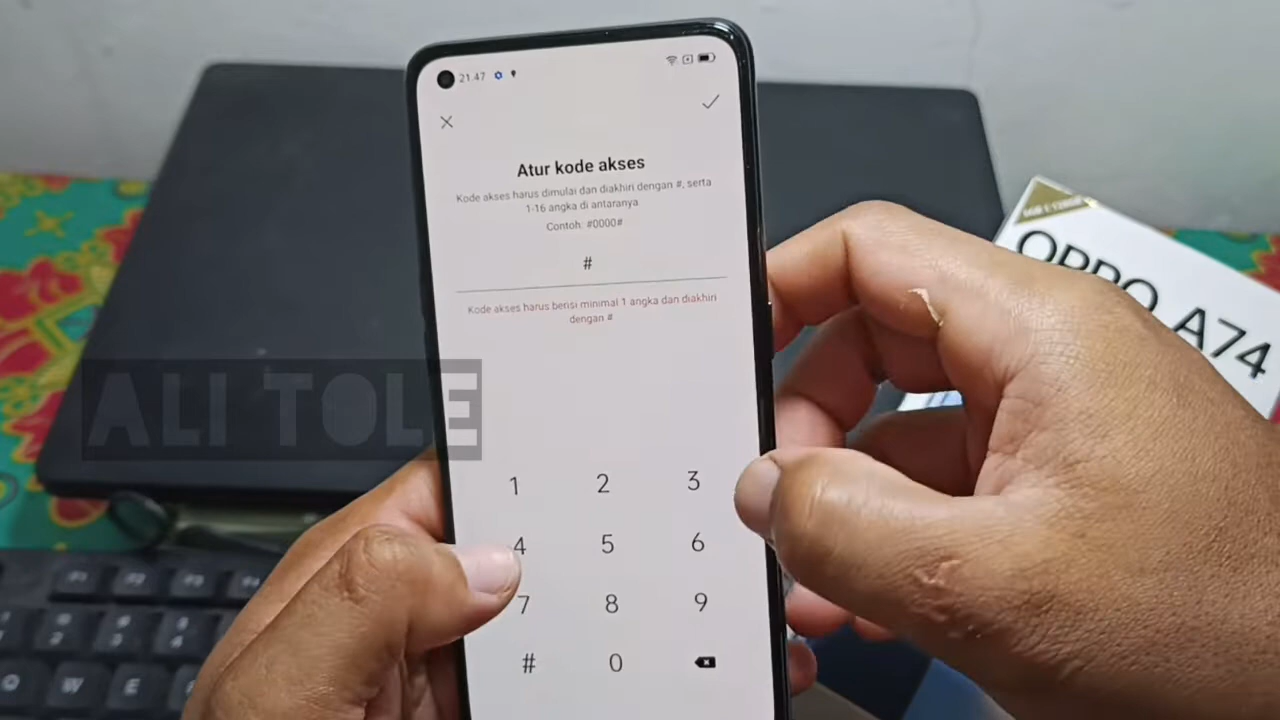 21.47
Atur kode akses
Kode akses harus dimulai dan diakhiri dengan #, serta
1-16 angka di antaranya.
Contoh: #0000#
#
Kode akses harus berisi minimal 1 angka dan diakhiri
dengan #
1 2 3
4 5 6
7 8 9
# 0
OPPO A74
ALI TOLE
W E